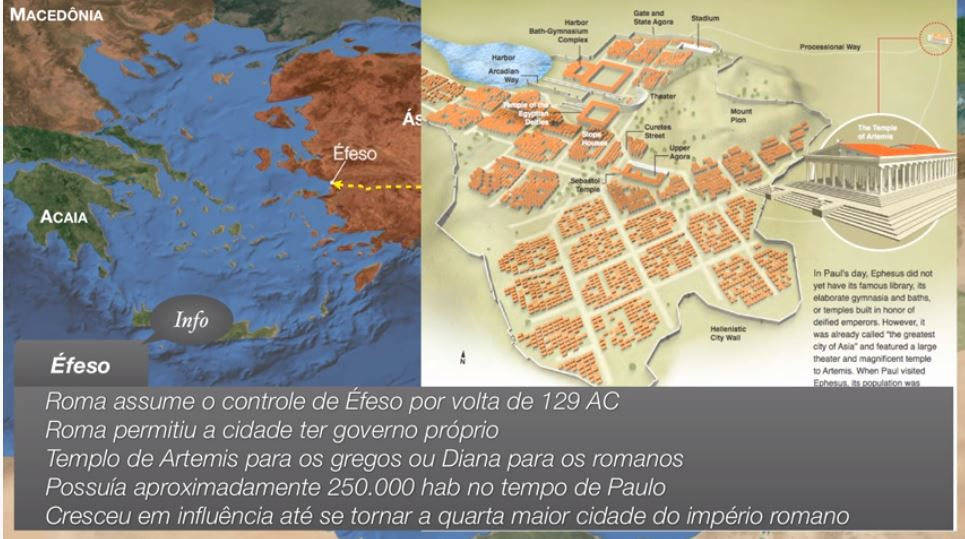 MACEDÔNIA
ACAIA
Ás
Éfeso
Info
Harbor
Bath-Gymnasium
Complex
Gate and
State Agora
Stadium
Processional Way
Harbor
Arcadian
Way
Theater
Temple of the
Egyptian
Deities
Slope
Houses
Curetes
Street
Mount
Pion
Upper
Agora
Sebastoi
Temple
The Temple
of Artemis
Hellenistic
City Wall
N
In Paul's day, Ephesus did not
yet have its famous library, its
elaborate gymnasia and baths,
or temples built in honor of
deified emperors. However, it
was already called "the greatest
city of Asia" and featured a large
theater and magnificent temple
to Artemis. When Paul visited
Ephesus, its population was
Éfeso
Roma assume o controle de Éfeso por volta de 129 AC
Roma permitiu a cidade ter governo próprio
Templo de Artemis para os gregos ou Diana para os romanos
Possuía aproximadamente 250.000 hab no tempo de Paulo
Cresceu em influência até se tornar a quarta maior cidade do império romano